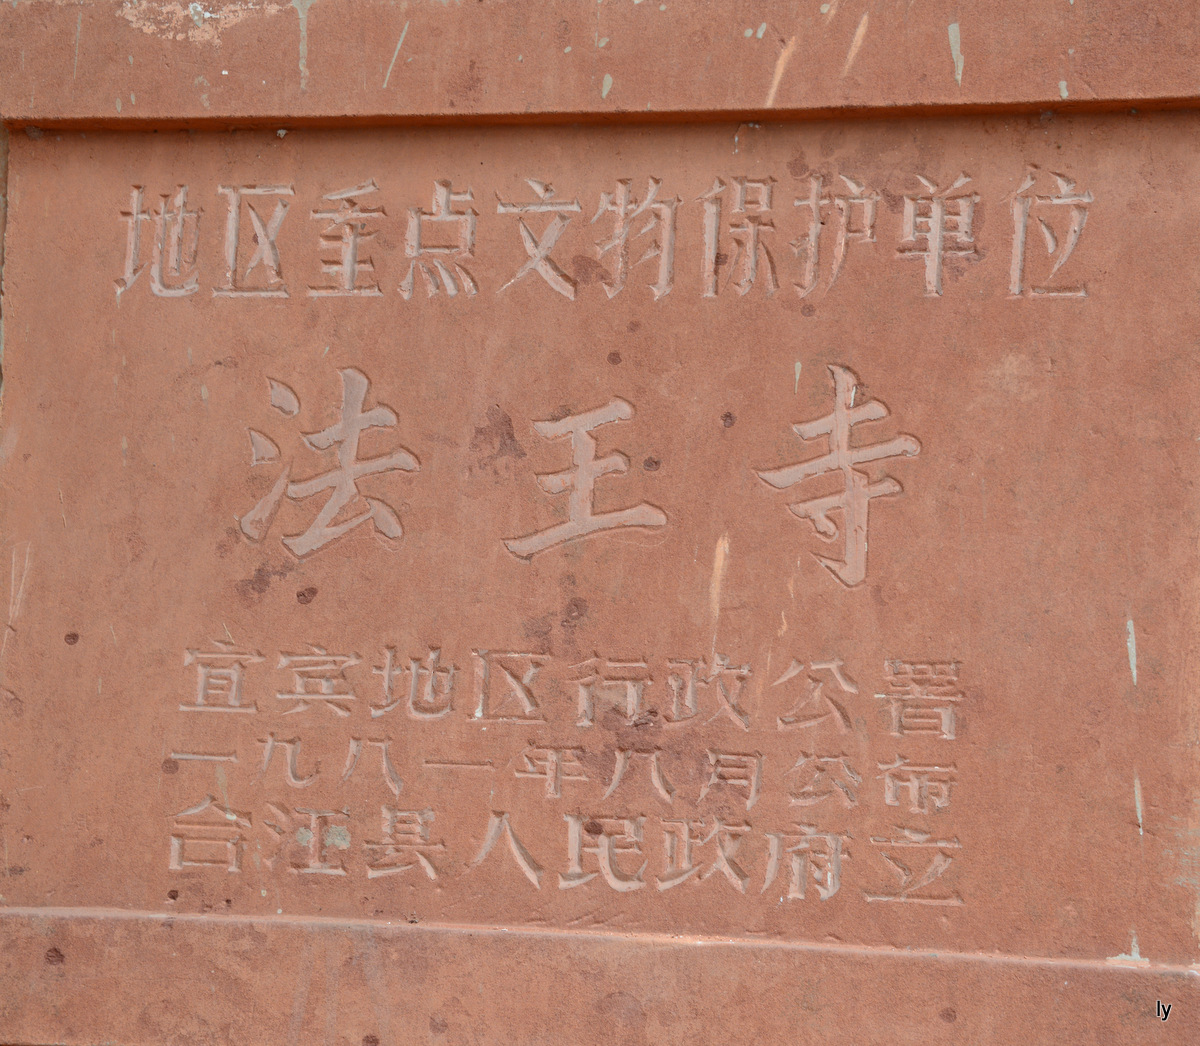 地区重点文物保护单位
法王寺
宜宾地区行政公署
一九八一年八月公布
合江县人民政府立
ly